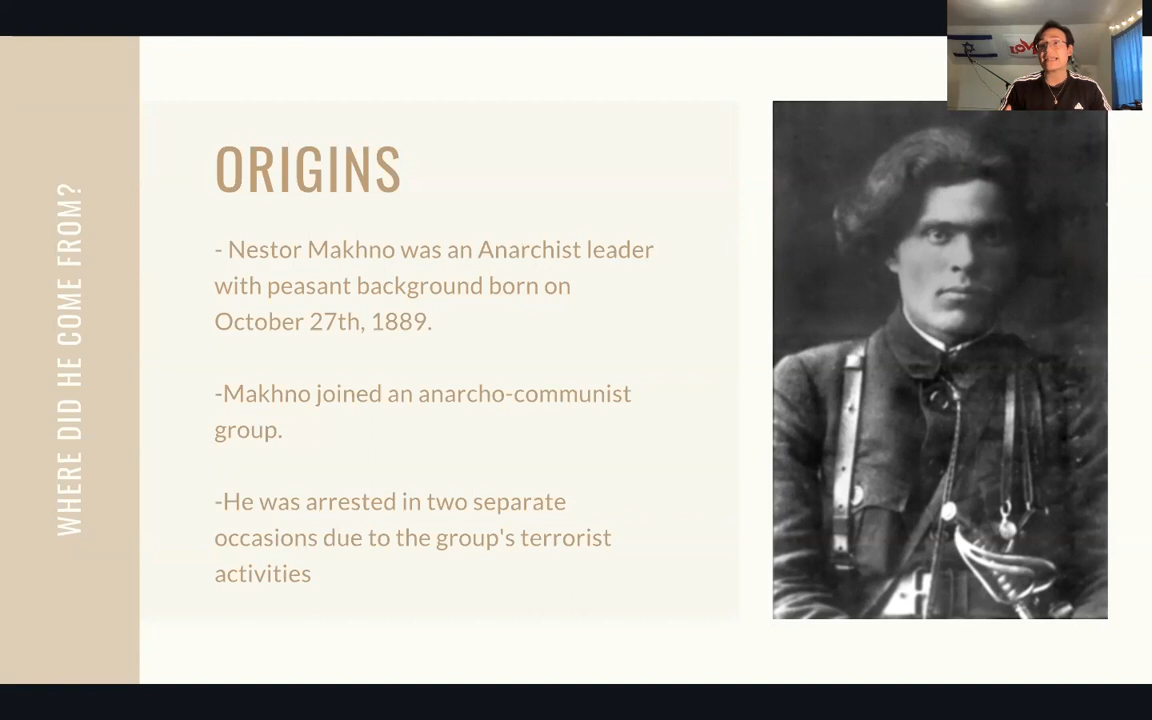 WHERE DID HE COME FROM?
ORIGINS
- Nestor Makhno was an Anarchist leader
with peasant background born on
October 27th, 1889.
-Makhno joined an anarcho-communist
group.
-He was arrested in two separate
occasions due to the group's terrorist
activities